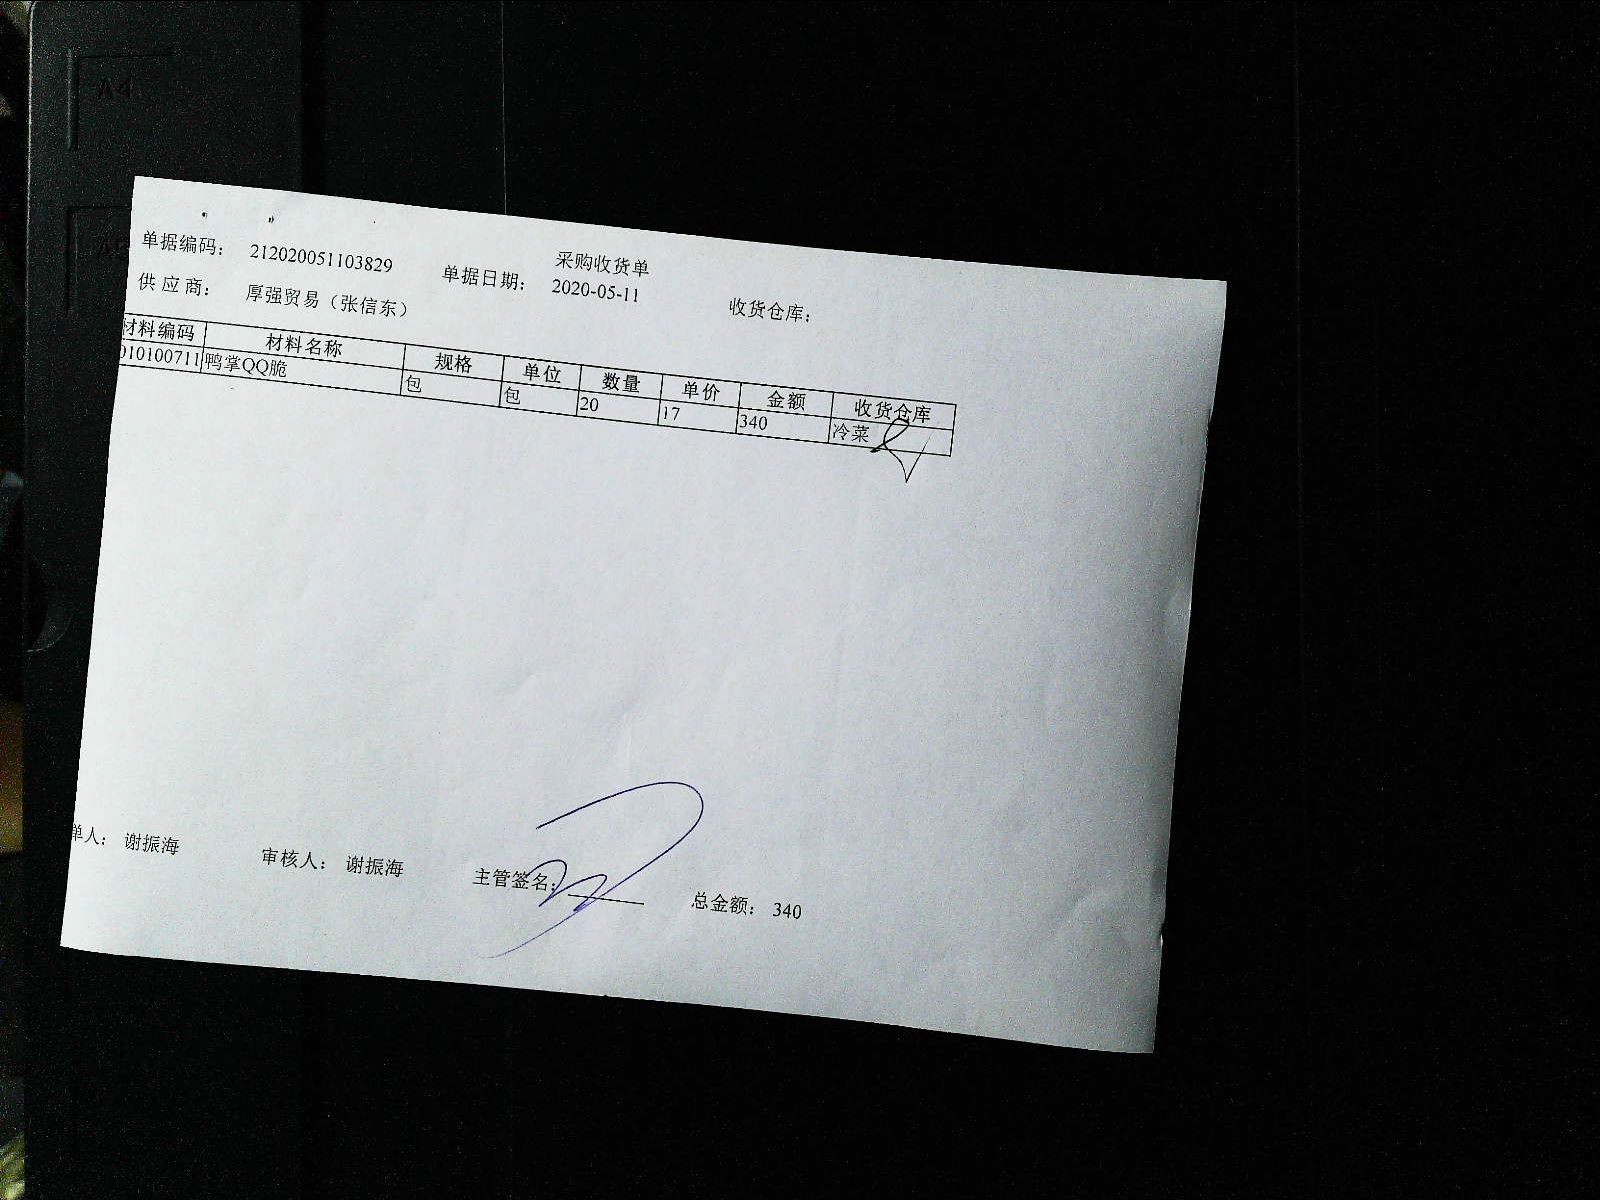 A4
采购收货单
单据编码： 212020051103829 单据日期： 2020-05-11 收货仓库：
供应商： 厚强贸易（张信东）
材料编码 材料名称 规格 单位 数量 单价 金额 收货仓库
010100711 鸭掌QQ脆 包 包 20 17 340 冷菜
单人： 谢振海 审核人： 谢振海 主管签名： 总金额： 340